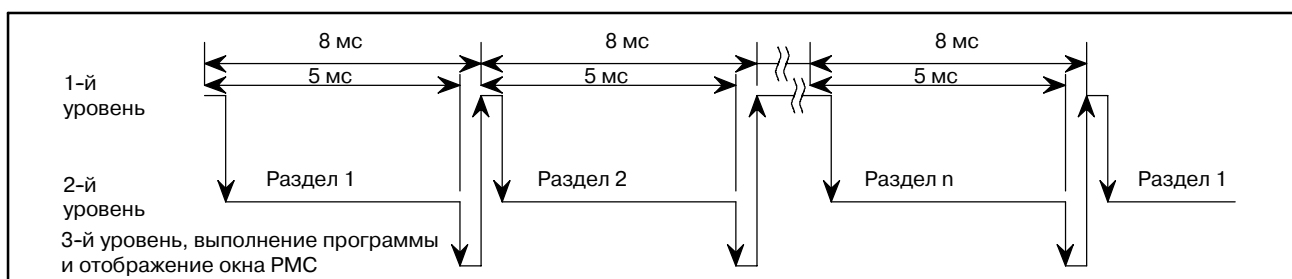 8 мс
8 мс
8 мс
5 мс
5 мс
5 мс
1-й
уровень
2-й
уровень
Раздел 1
Раздел 2
Раздел n
Раздел 1
3-й уровень, выполнение программы
и отображение окна PMC